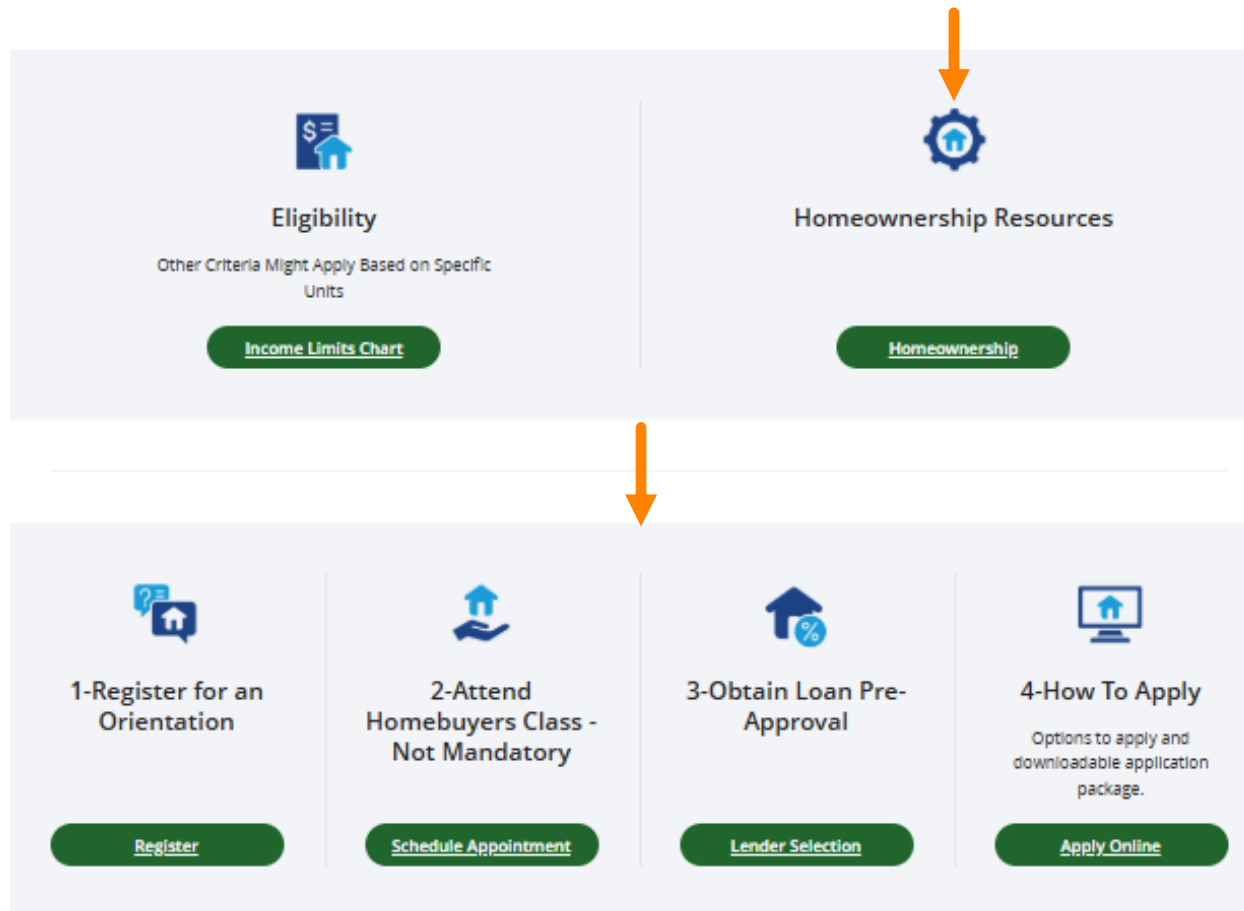 $
Eligibility
Other Criteria Might Apply Based on Specific
Units
Income Limits Chart
Homeownership Resources
Homeownership
?
1-Register for an
Orientation
Register
2-Attend
Homebuyers Class -
Not Mandatory
Schedule Appointment
%
3-Obtain Loan Pre-
Approval
Lender Selection
4-How To Apply
Options to apply and
downloadable application
package.
Apply Online